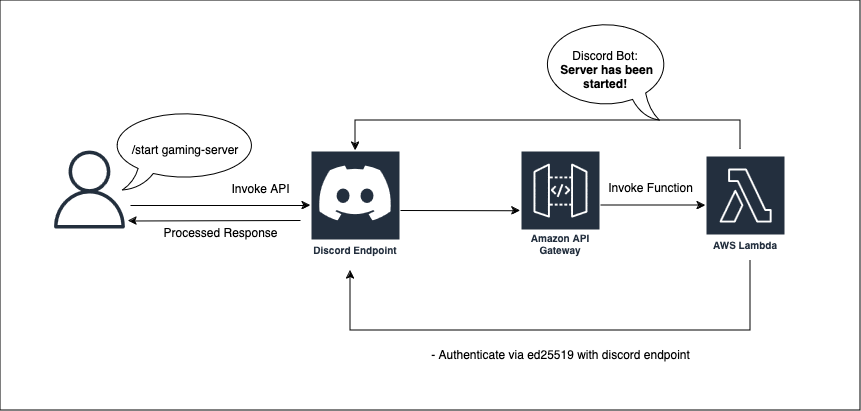 Discord Bot:
Server has been
started!
/start gaming-server
Invoke API
Processed Response
Discord Endpoint
</>
Amazon API
Gateway
Invoke Function
AWS Lambda
- Authenticate via ed25519 with discord endpoint